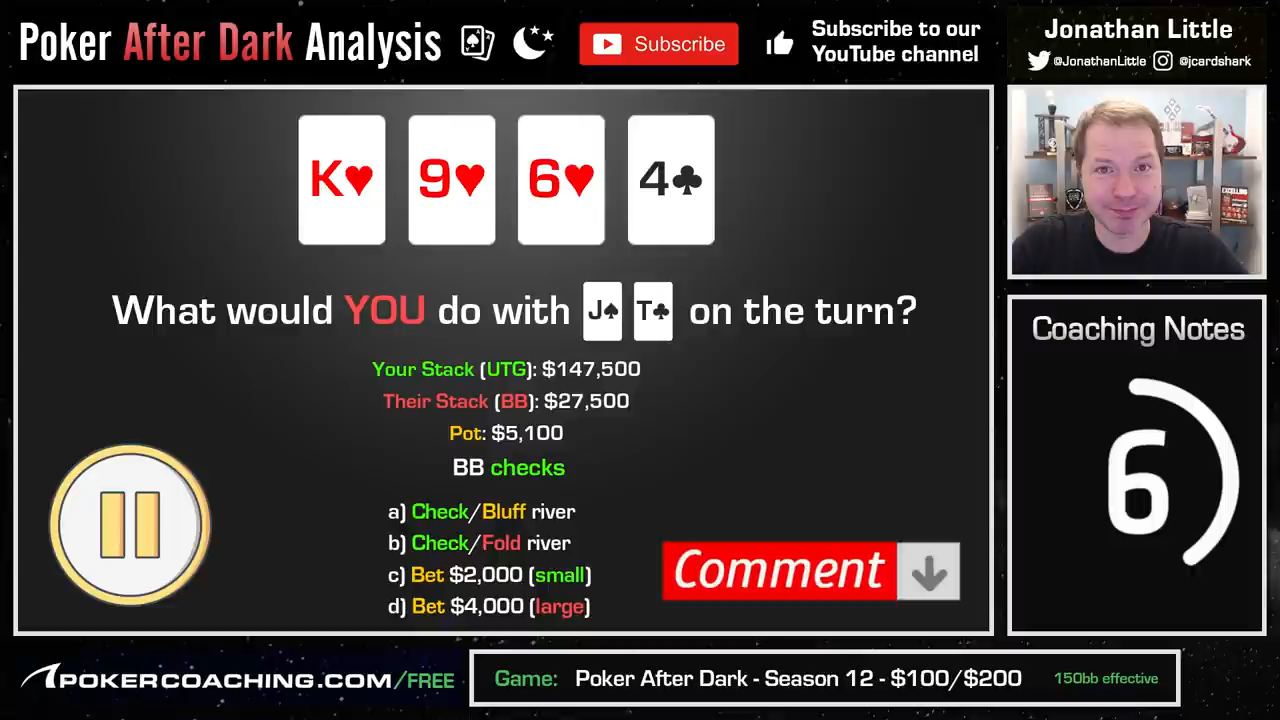 Poker After Dark Analysis
Subscribe
Subscribe to our
YouTube channel
Jonathan Little
@JonathanLittle @jcardshark
K♥ 9♥ 6♥ 4♣
What would YOU do with J♠ T♣ on the turn?
Your Stack (UTG): $147,500
Their Stack (BB): $27,500
Pot: $5,100
BB checks
a) Check/Bluff river
b) Check/Fold river
c) Bet $2,000 (small)
d) Bet $4,000 (large)
Comment
Coaching Notes
6
POKERCOACHING.COM/FREE
Game: Poker After Dark - Season 12 - $100/$200 150bb effective